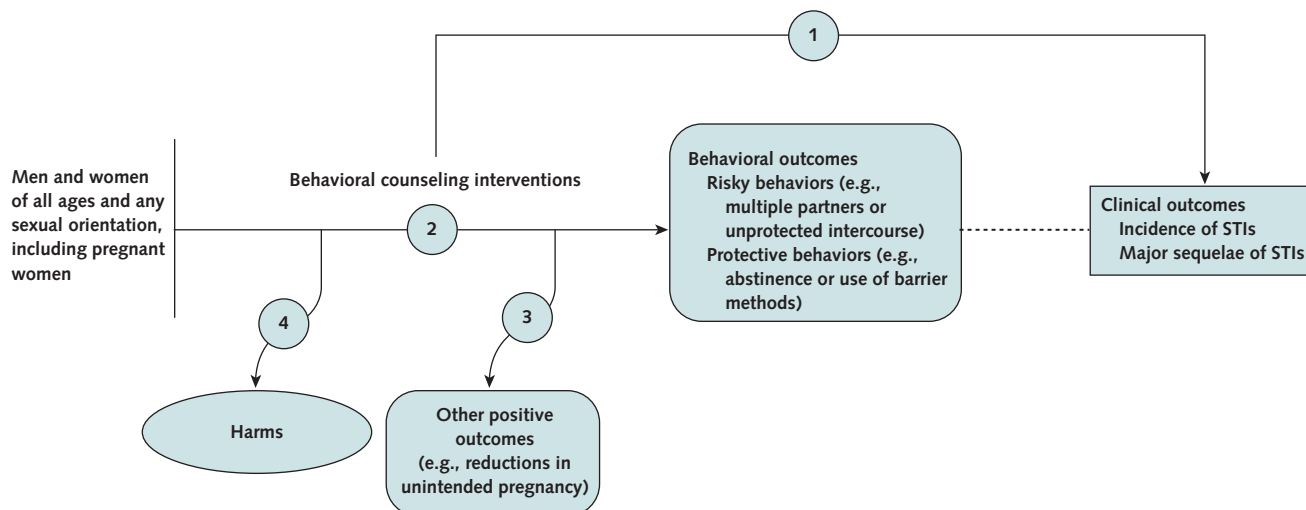 1
Men and women
of all ages and any
sexual orientation,
including pregnant
women
Behavioral counseling interventions
2
Behavioral outcomes
Risky behaviors (e.g.,
multiple partners or
unprotected intercourse)
Protective behaviors (e.g.,
abstinence or use of barrier
methods)
Clinical outcomes
Incidence of STIs
Major sequelae of STIs
4
3
Harms
Other positive
outcomes
(e.g., reductions in
unintended pregnancy)